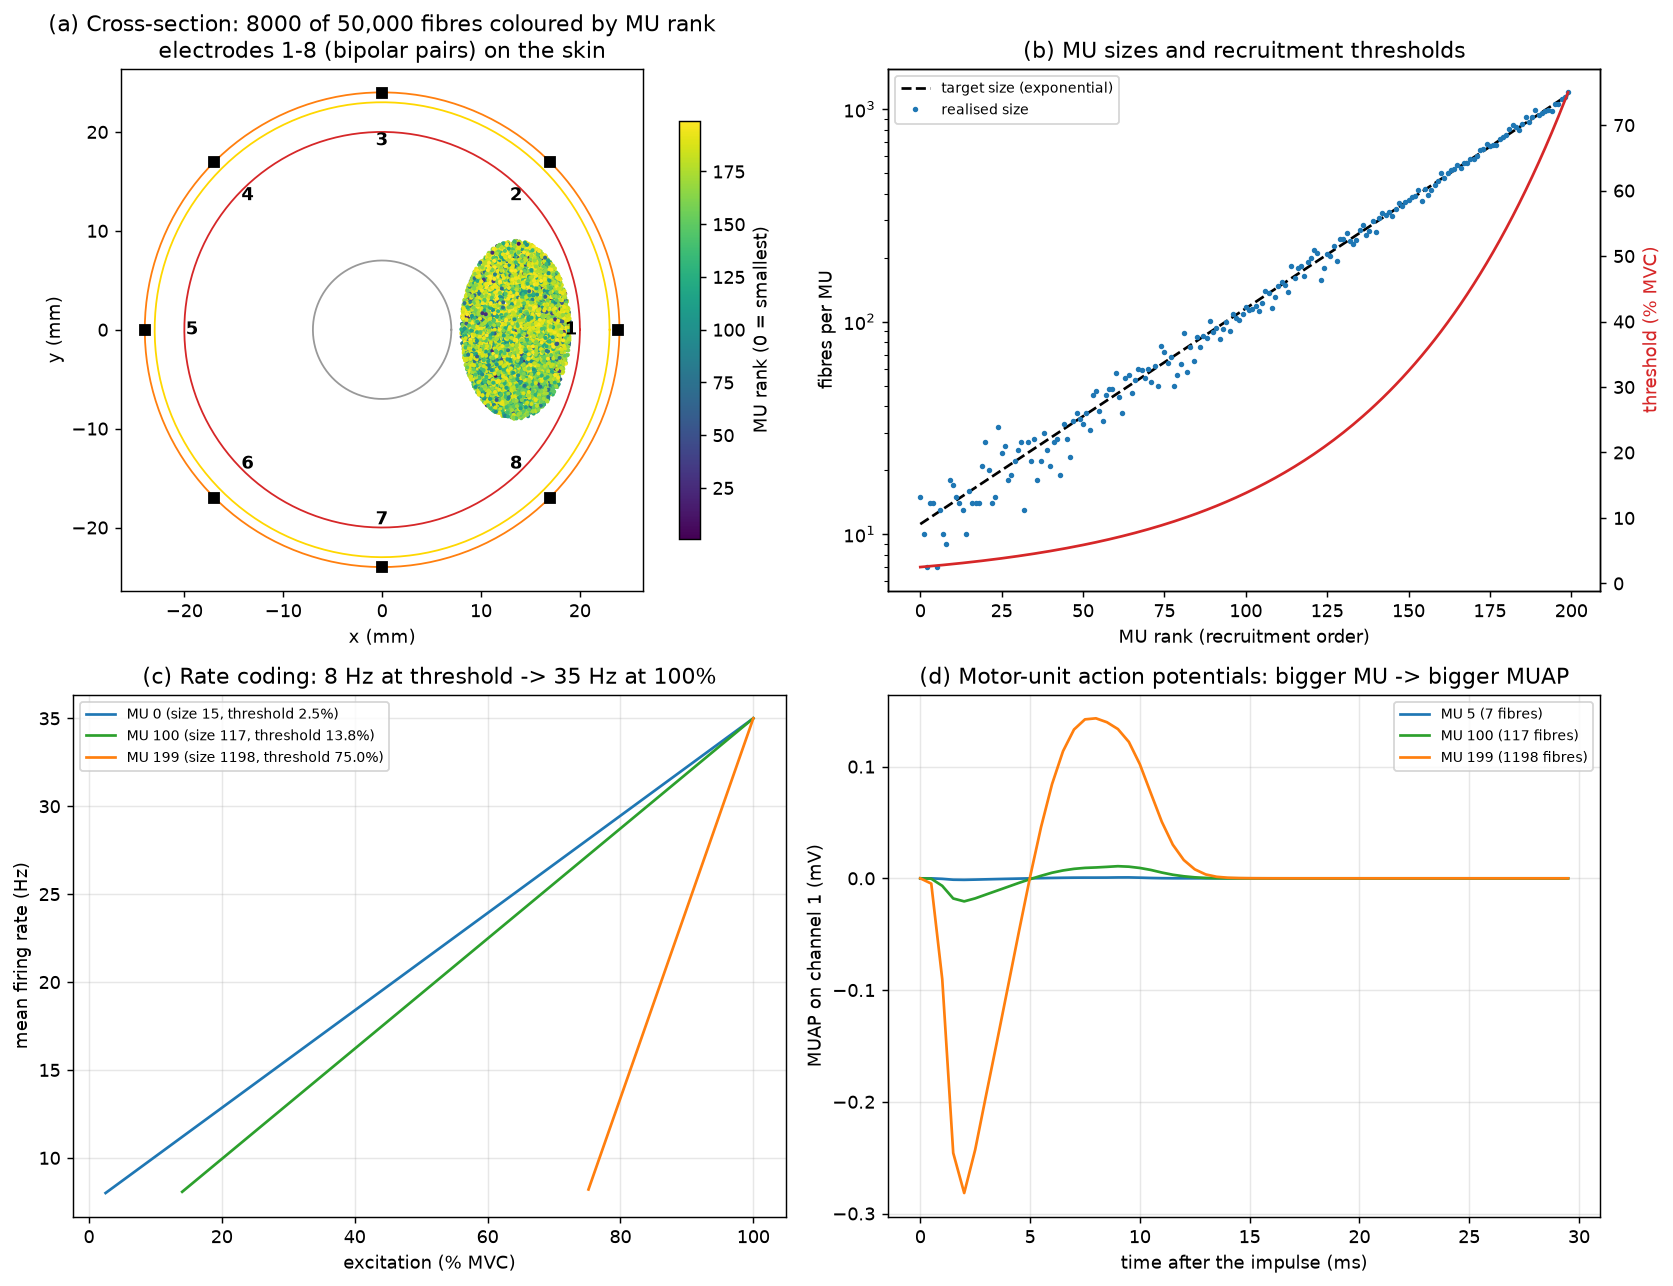 (a) Cross-section: 8000 of 50,000 fibres coloured by MU rank
electrodes 1-8 (bipolar pairs) on the skin
20
10
0
−10
−20
y (mm)
3
4
2
5
1
6
8
7
−20 −10 0 10 20
x (mm)
175
150
125
100
75
50
25
MU rank (0 = smallest)
(b) MU sizes and recruitment thresholds
target size (exponential)
realised size
10³
10²
10¹
fibres per MU
70
60
50
40
30
20
10
0
threshold (% MVC)
0 25 50 75 100 125 150 175 200
MU rank (recruitment order)
(c) Rate coding: 8 Hz at threshold -> 35 Hz at 100%
MU 0 (size 15, threshold 2.5%)
MU 100 (size 117, threshold 13.8%)
MU 199 (size 1198, threshold 75.0%)
35
30
25
20
15
10
mean firing rate (Hz)
0 20 40 60 80 100
excitation (% MVC)
(d) Motor-unit action potentials: bigger MU -> bigger MUAP
MU 5 (7 fibres)
MU 100 (117 fibres)
MU 199 (1198 fibres)
0.1
0.0
−0.1
−0.2
−0.3
MUAP on channel 1 (mV)
0 5 10 15 20 25 30
time after the impulse (ms)